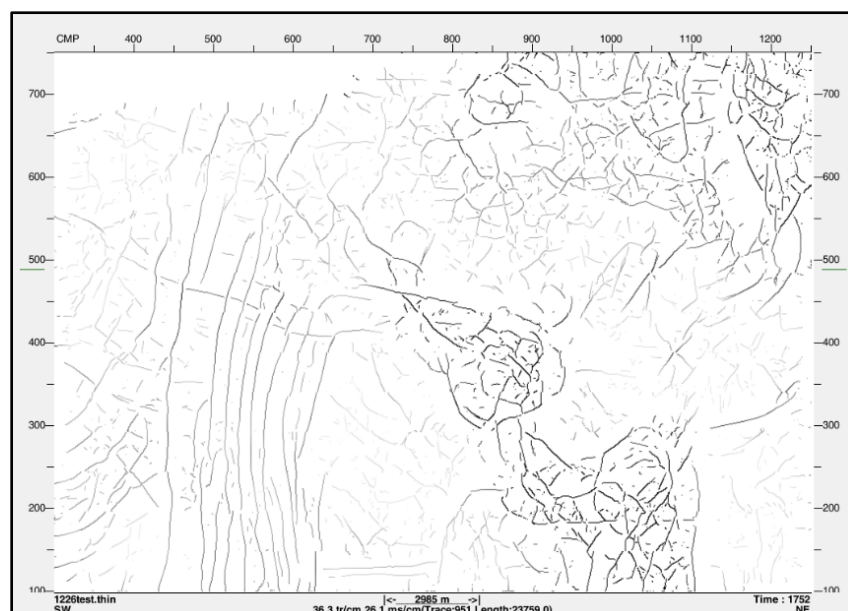 CMP 400 500 600 700 800 900 1000 1100 1200
700 700
600 600
500 500
400 400
300 300
200 200
100 100
1226test.thin |<- 2985 m ->| Time : 1752
SW 36.3 tr/cm 26.1 ms/cm(Trace:951 Length:23759.0) NE